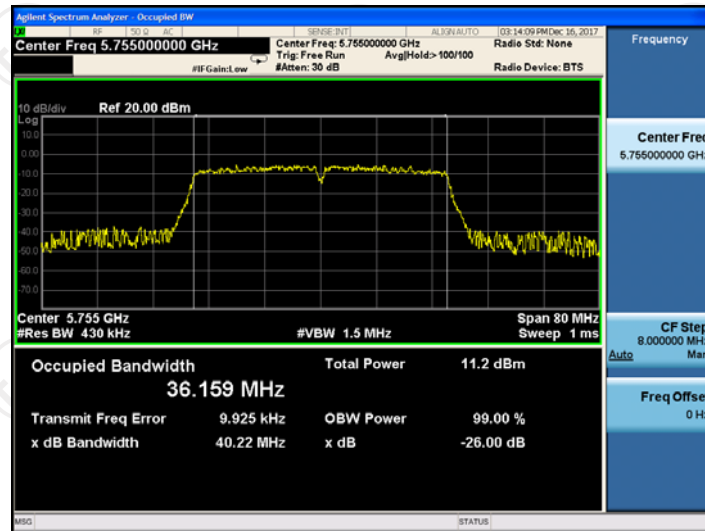 Agilent Spectrum Analyzer - Occupied BW
RF 50 Ω AC SENSE:INT ALIGNAUTO 03:14:09 PM Dec 16, 2017
Center Freq 5.755000000 GHz
Center Freq: 5.755000000 GHz Radio Std: None
Trig: Free Run Avg|Hold:> 100/100
#IFGain:Low #Atten: 30 dB Radio Device: BTS
Frequency
10 dB/div Ref 20.00 dBm
Log
10.0
0.00
-10.0
-20.0
-30.0
-40.0
-50.0
-60.0
-70.0
Center 5.755 GHz Span 80 MHz
#Res BW 430 kHz #VBW 1.5 MHz Sweep 1 ms
Occupied Bandwidth Total Power 11.2 dBm
36.159 MHz
Transmit Freq Error 9.925 kHz OBW Power 99.00 %
x dB Bandwidth 40.22 MHz x dB -26.00 dB
Center Freq
5.755000000 GHz
CF Step
8.000000 MHz
Auto Man
Freq Offse
0 Hz
MSG STATUS